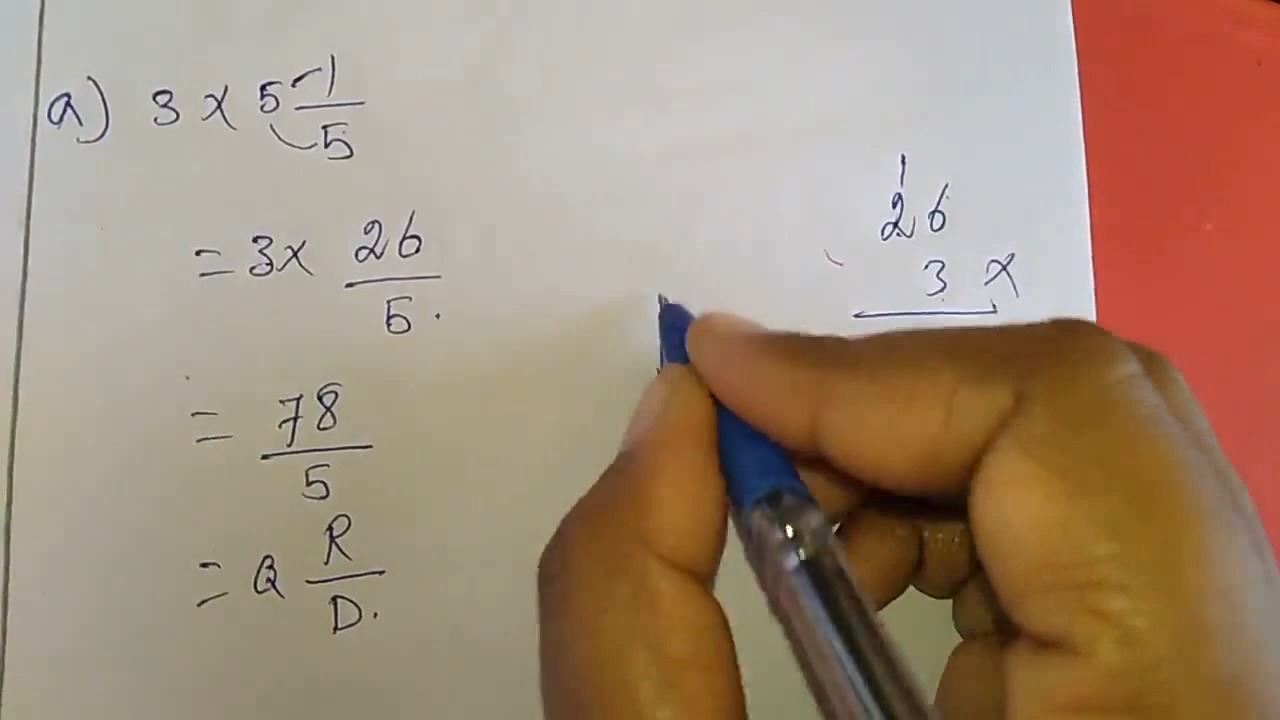 a) 3 x 5 1/5
= 3x 26/5.
= 78/5
= Q R/D.
1
26
3 x